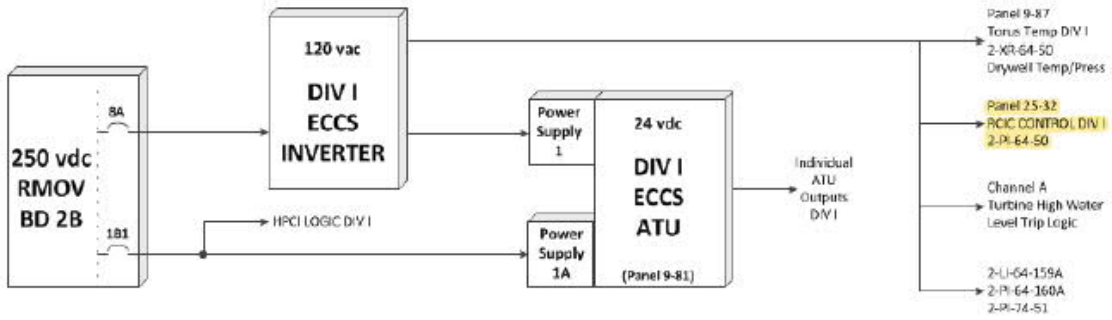 250 vdc
RMOV
BD 2B
8A
1B1
120 vac
DIV I
ECCS
INVERTER
HPCI LOGIC DIV I
Power
Supply
1
Power
Supply
1A
24 vdc
DIV I
ECCS
ATU
(Panel 9-81)
Individual
ATU
Outputs
DIV I
Panel 9-87
Torus Temp DIV I
2-XR-64-50
Drywell Temp/Press
Panel 25-32
RCIC CONTROL DIV I
2-PI-64-50
Channel A
Turbine High Water
Level Trip Logic
2-LI-64-159A
2-PI-64-160A
2-PI-74-51